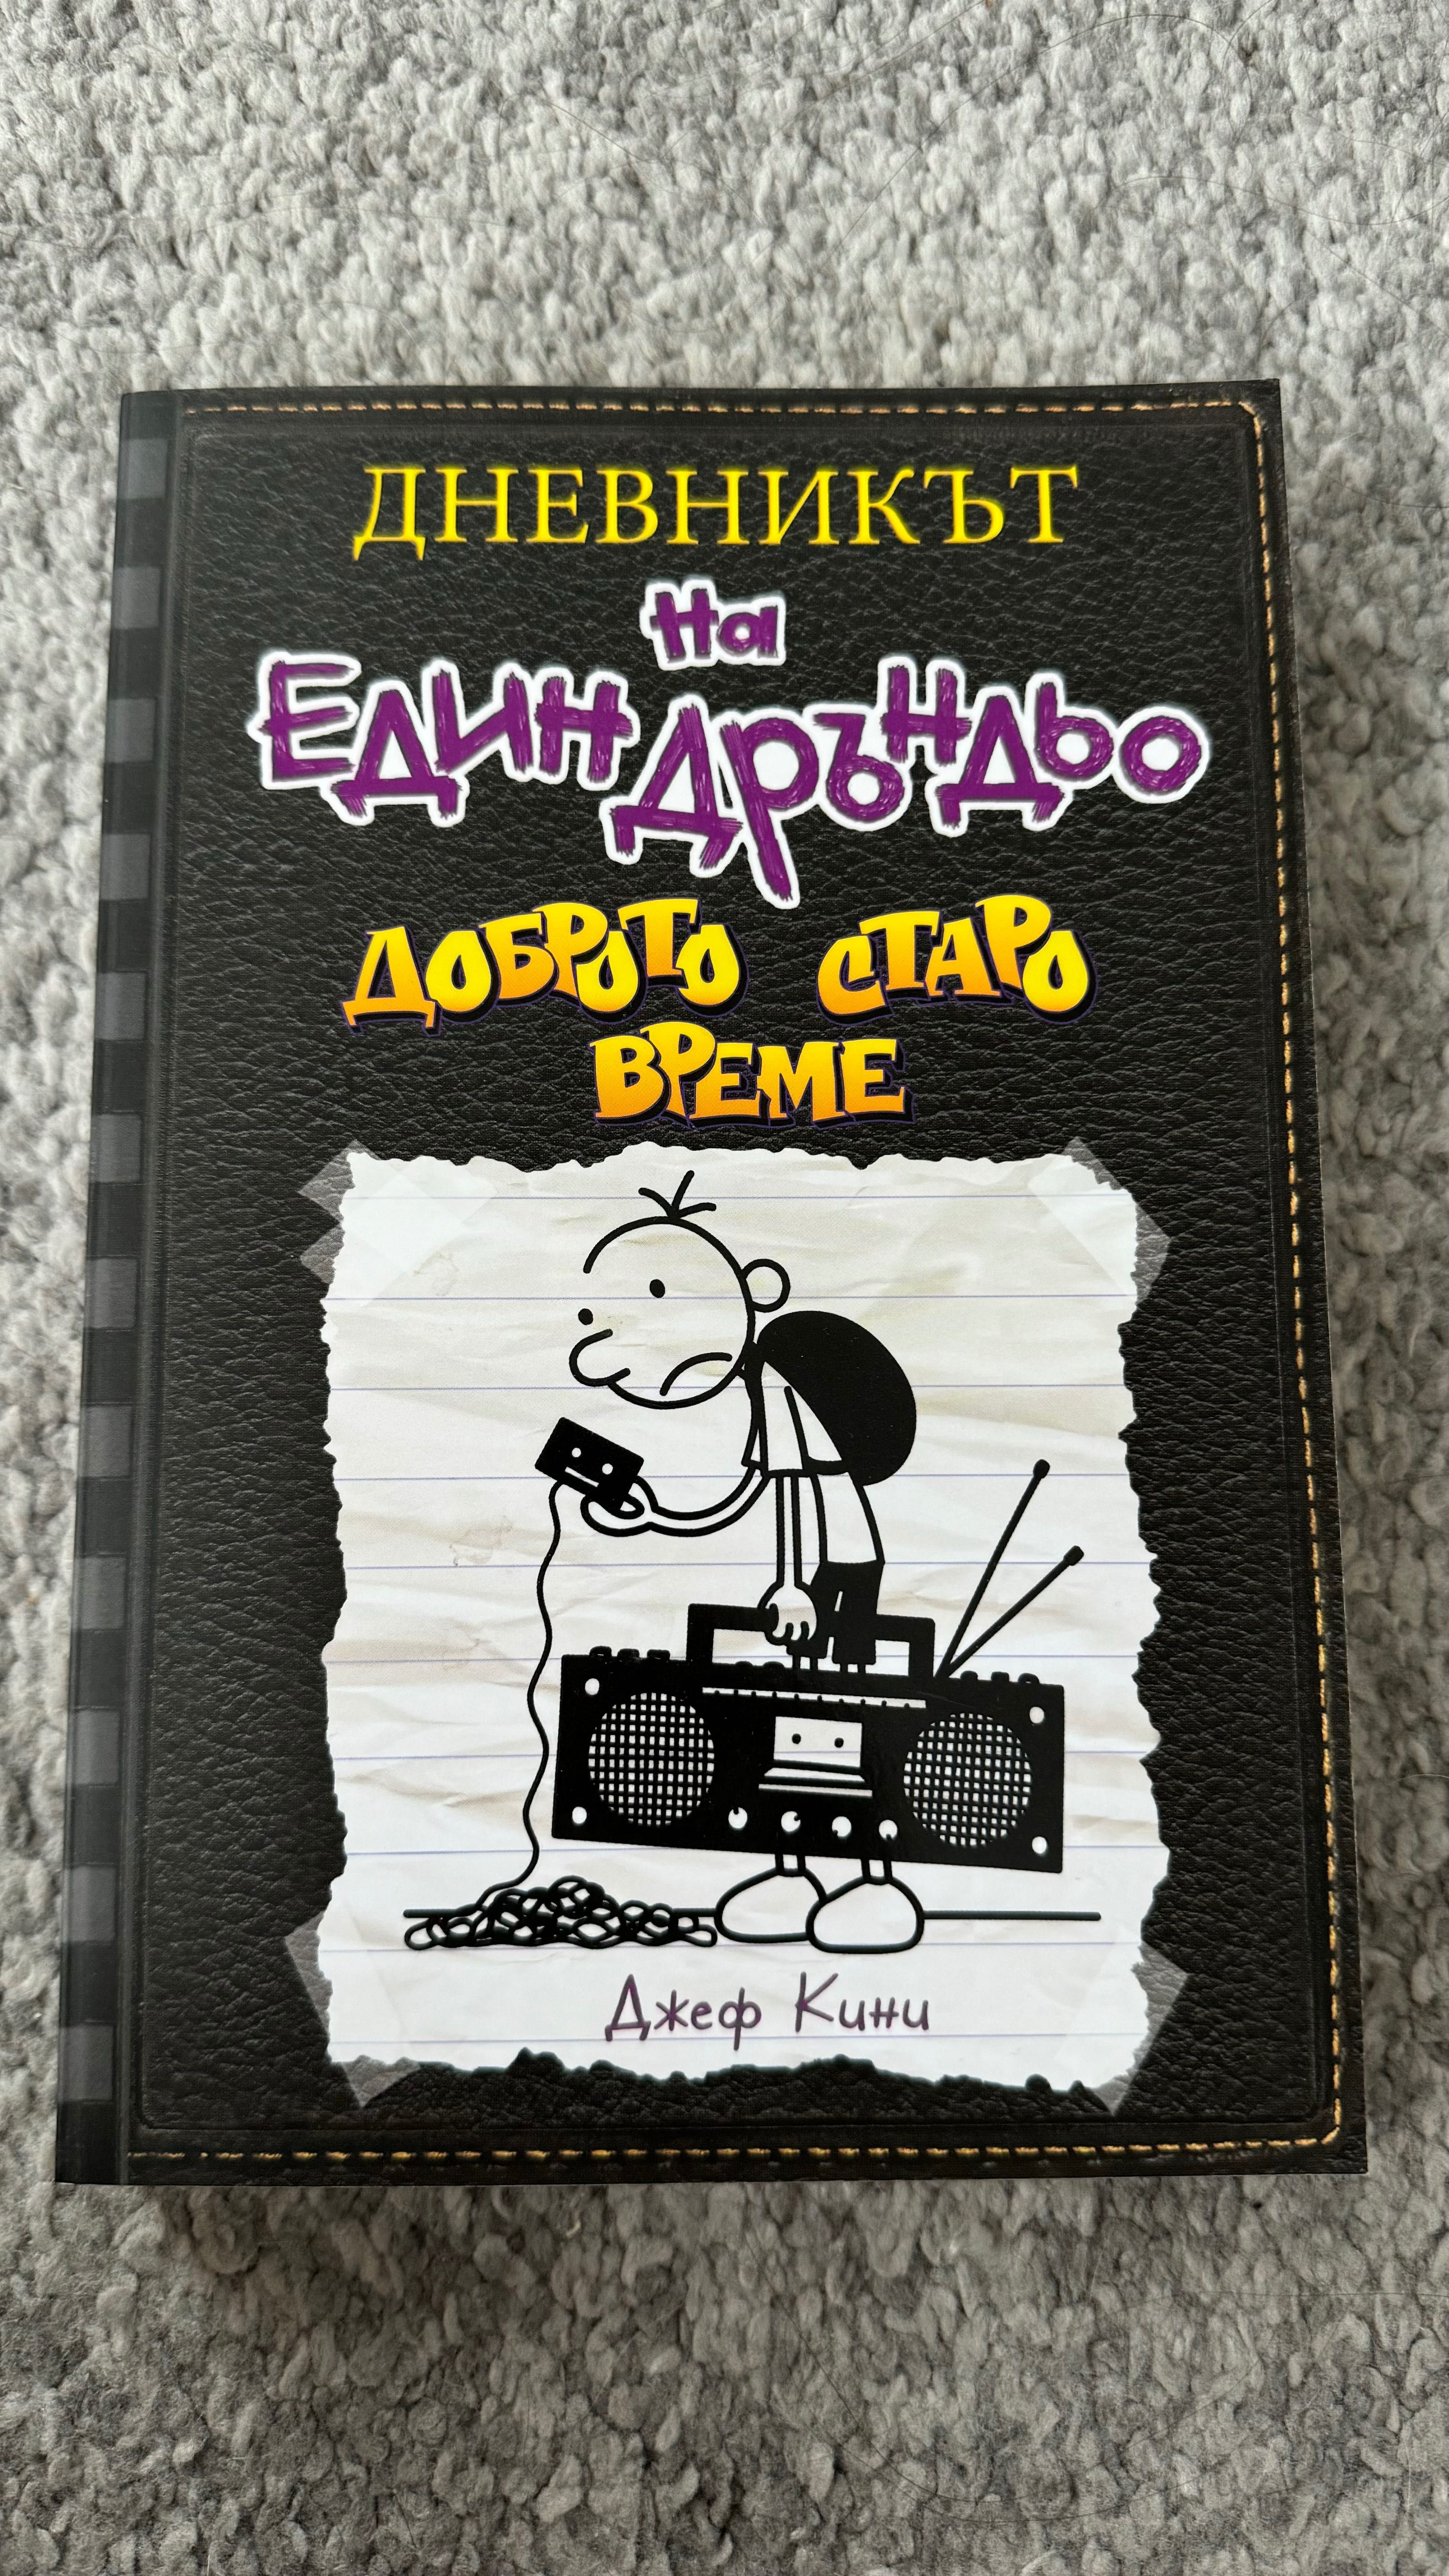 ДНЕВНИКЪТ
на
ЕДИН ДРЪНДЬО
ДОБРОТО СТАРО
ВРЕМЕ
Джеф Кини